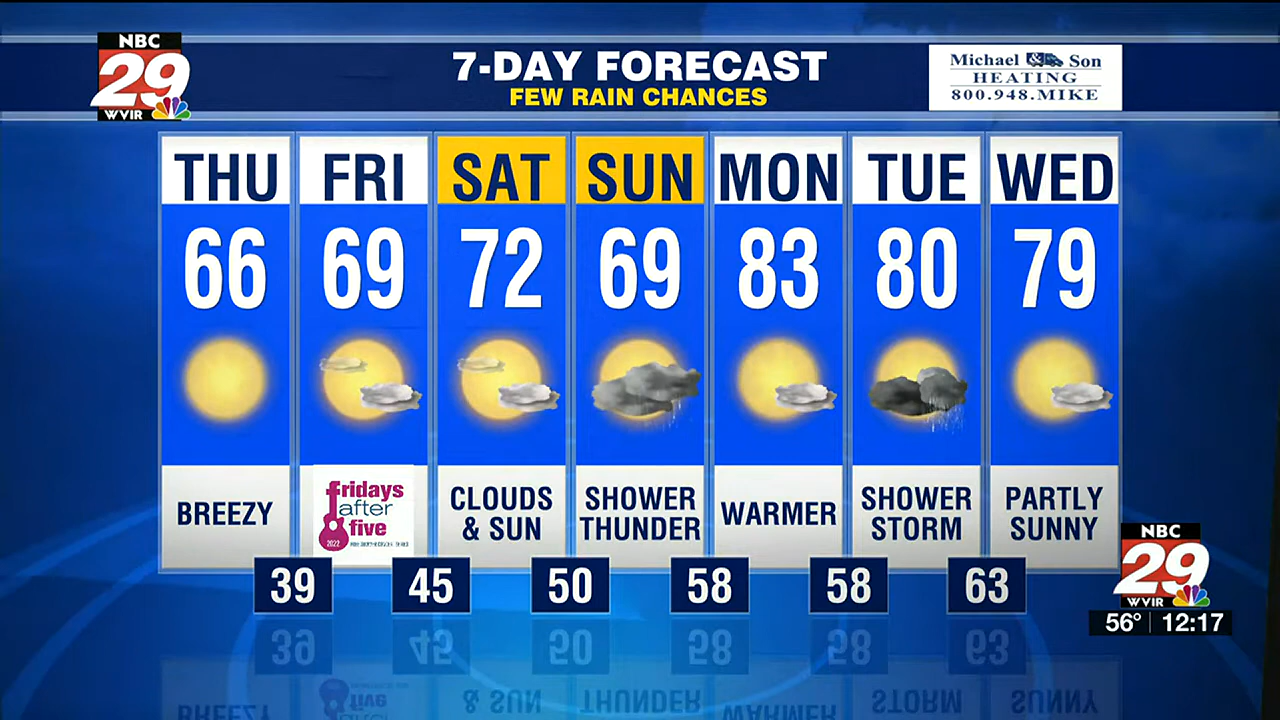 NBC
29
WVIR
7-DAY FORECAST
FEW RAIN CHANCES
Michael Son
HEATING
800.948.MIKE
THU FRI SAT SUN MON TUE WED
66 69 72 69 83 80 79
BREEZY
fridays
after
five
2022
CLOUDS
& SUN
SHOWER
THUNDER
WARMER
SHOWER
STORM
PARTLY
SUNNY
39 45 50 58 58 63
NBC
29
WVIR
56° 12:17